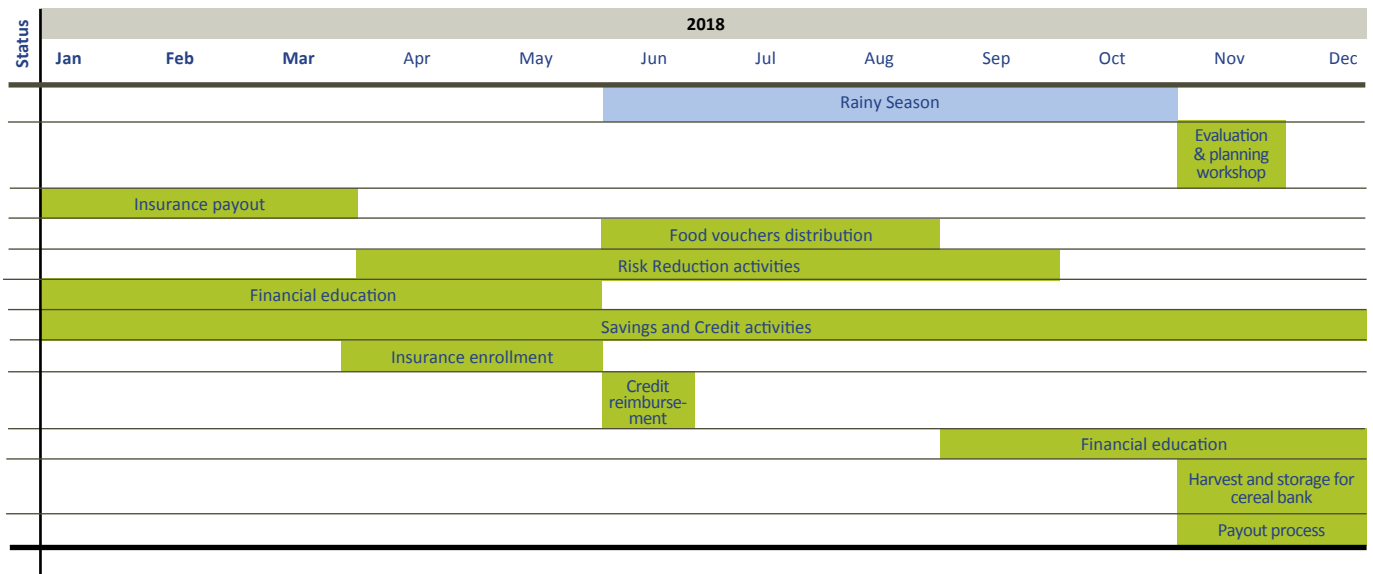 Status
2018
Jan Feb Mar Apr May Jun Jul Aug Sep Oct Nov Dec
Rainy Season
Evaluation
& planning
workshop
Insurance payout
Food vouchers distribution
Risk Reduction activities
Financial education
Savings and Credit activities
Insurance enrollment
Credit
reimburse-
ment
Financial education
Harvest and storage for
cereal bank
Payout process